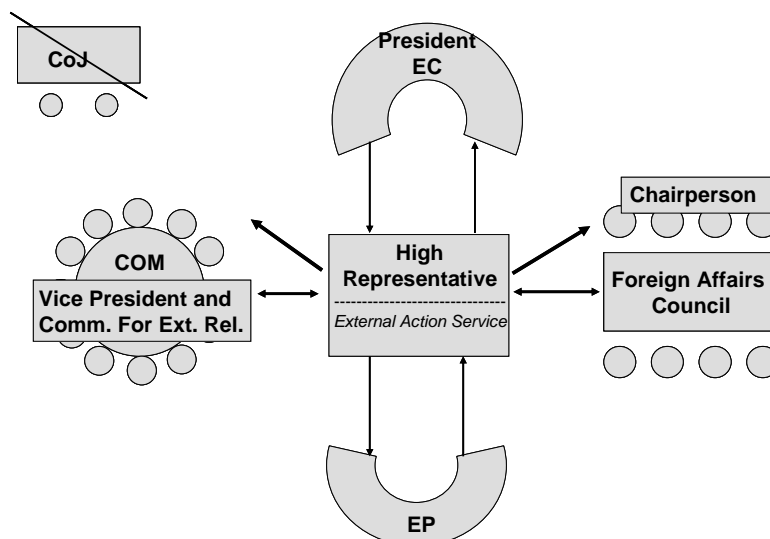 CoJ
President
EC
Chairperson
High
Representative
External Action Service
COM
Vice President and
Comm. For Ext. Rel.
Foreign Affairs
Council
EP